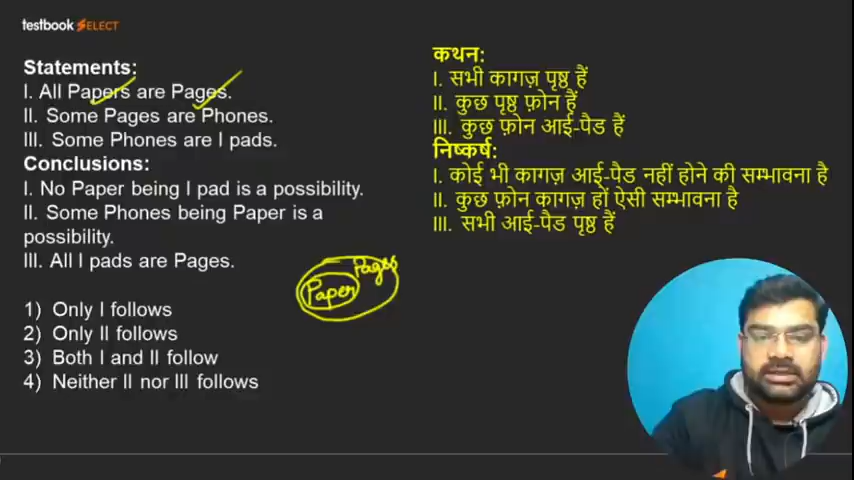 testbook SELECT
Statements:
I. All Papers are Pages.
II. Some Pages are Phones.
III. Some Phones are I pads.
Conclusions:
I. No Paper being I pad is a possibility.
II. Some Phones being Paper is a
possibility.
III. All I pads are Pages.
1) Only I follows
2) Only II follows
3) Both I and II follow
4) Neither II nor III follows
Pages
Paper
कथन:
I. सभी कागज़ पृष्ठ हैं
II. कुछ पृष्ठ फ़ोन हैं
III. कुछ फ़ोन आई-पैड हैं
निष्कर्ष:
I. कोई भी कागज़ आई-पैड नहीं होने की सम्भावना है
II. कुछ फ़ोन कागज़ हों ऐसी सम्भावना है
III. सभी आई-पैड पृष्ठ हैं